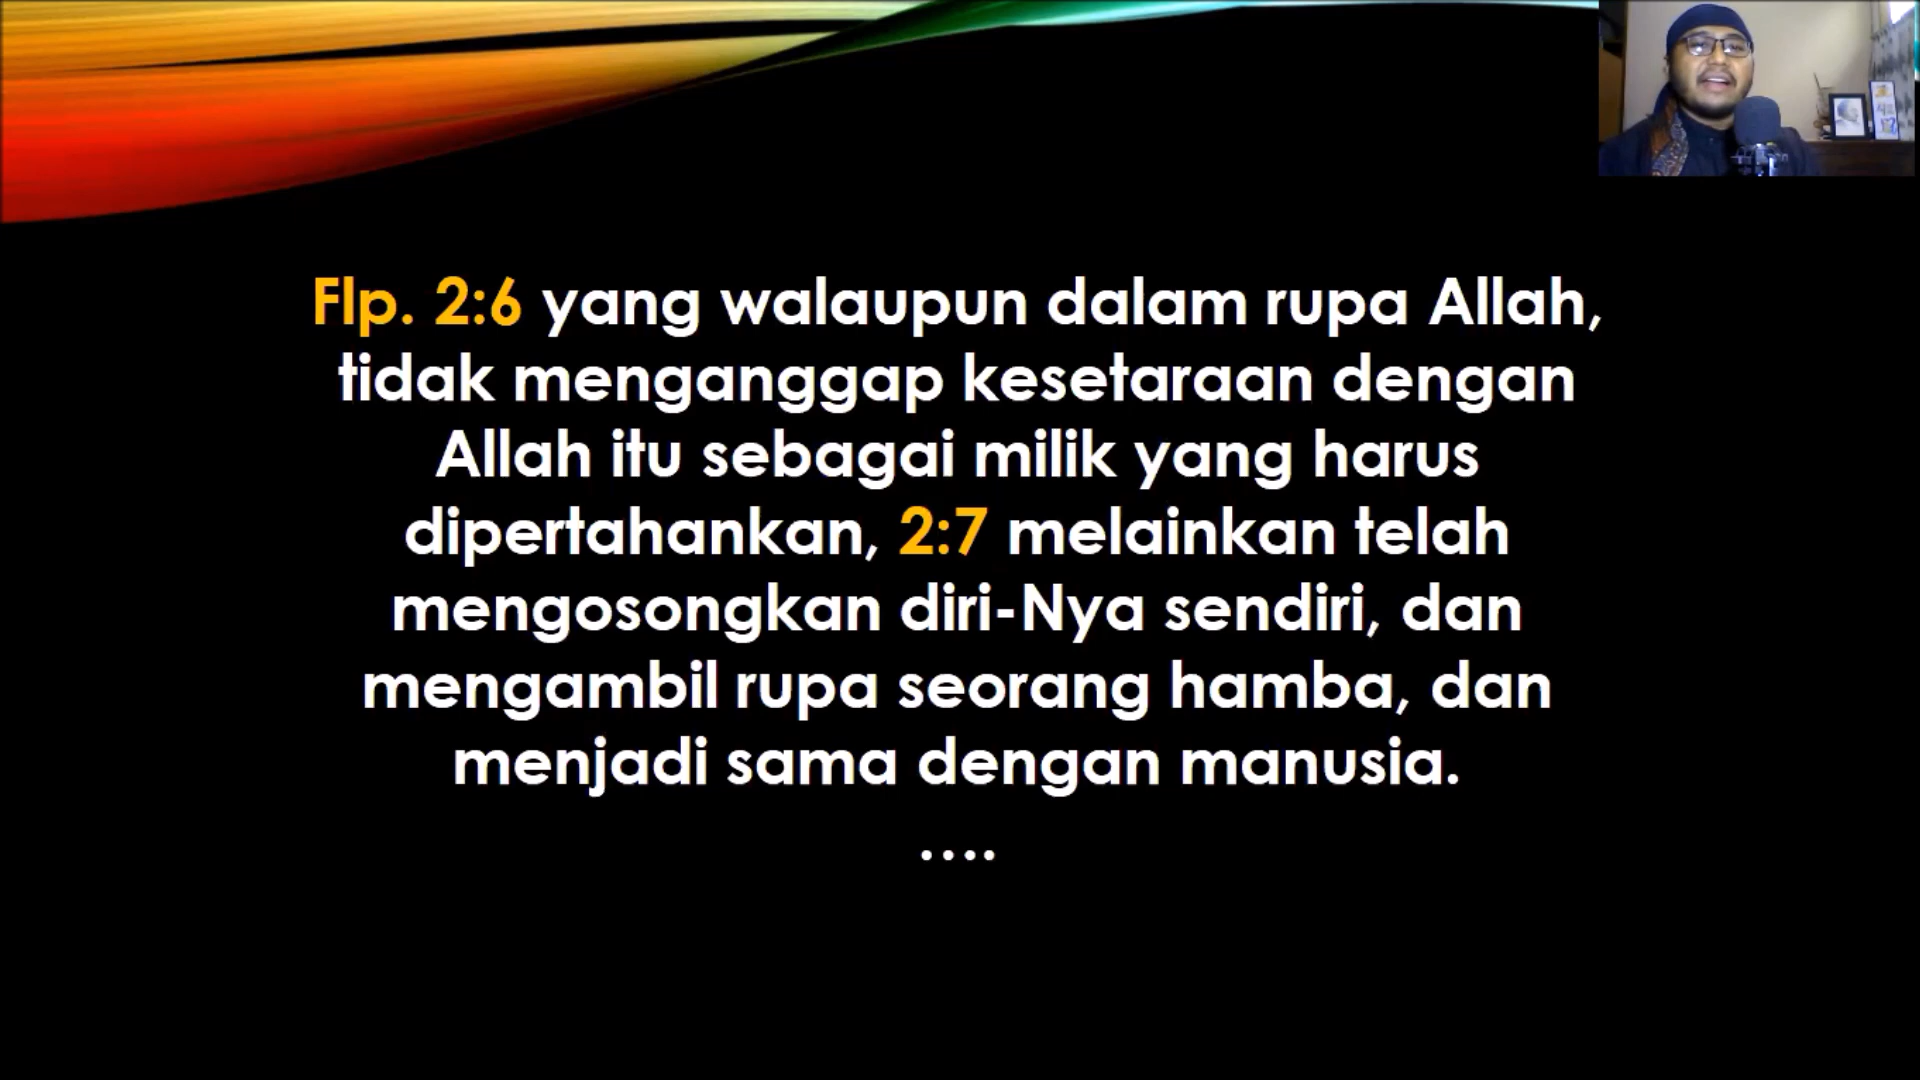 Flp. 2:6 yang walaupun dalam rupa Allah,
tidak menganggap kesetaraan dengan
Allah itu sebagai milik yang harus
dipertahankan, 2:7 melainkan telah
mengosongkan diri-Nya sendiri, dan
mengambil rupa seorang hamba, dan
menjadi sama dengan manusia.
....